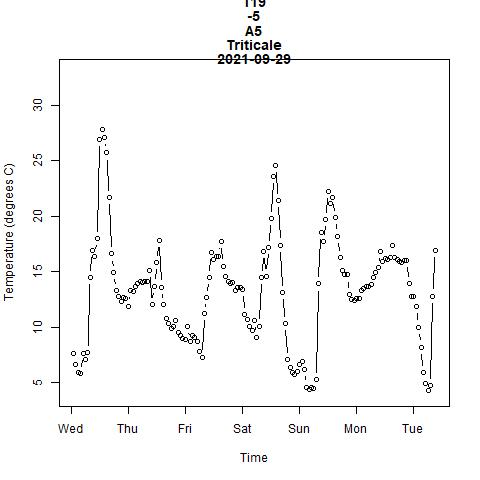 T19
-5
A5
Triticale
2021-09-29
Temperature (degrees C)
30
25
20
15
10
5
Wed Thu Fri Sat Sun Mon Tue
Time